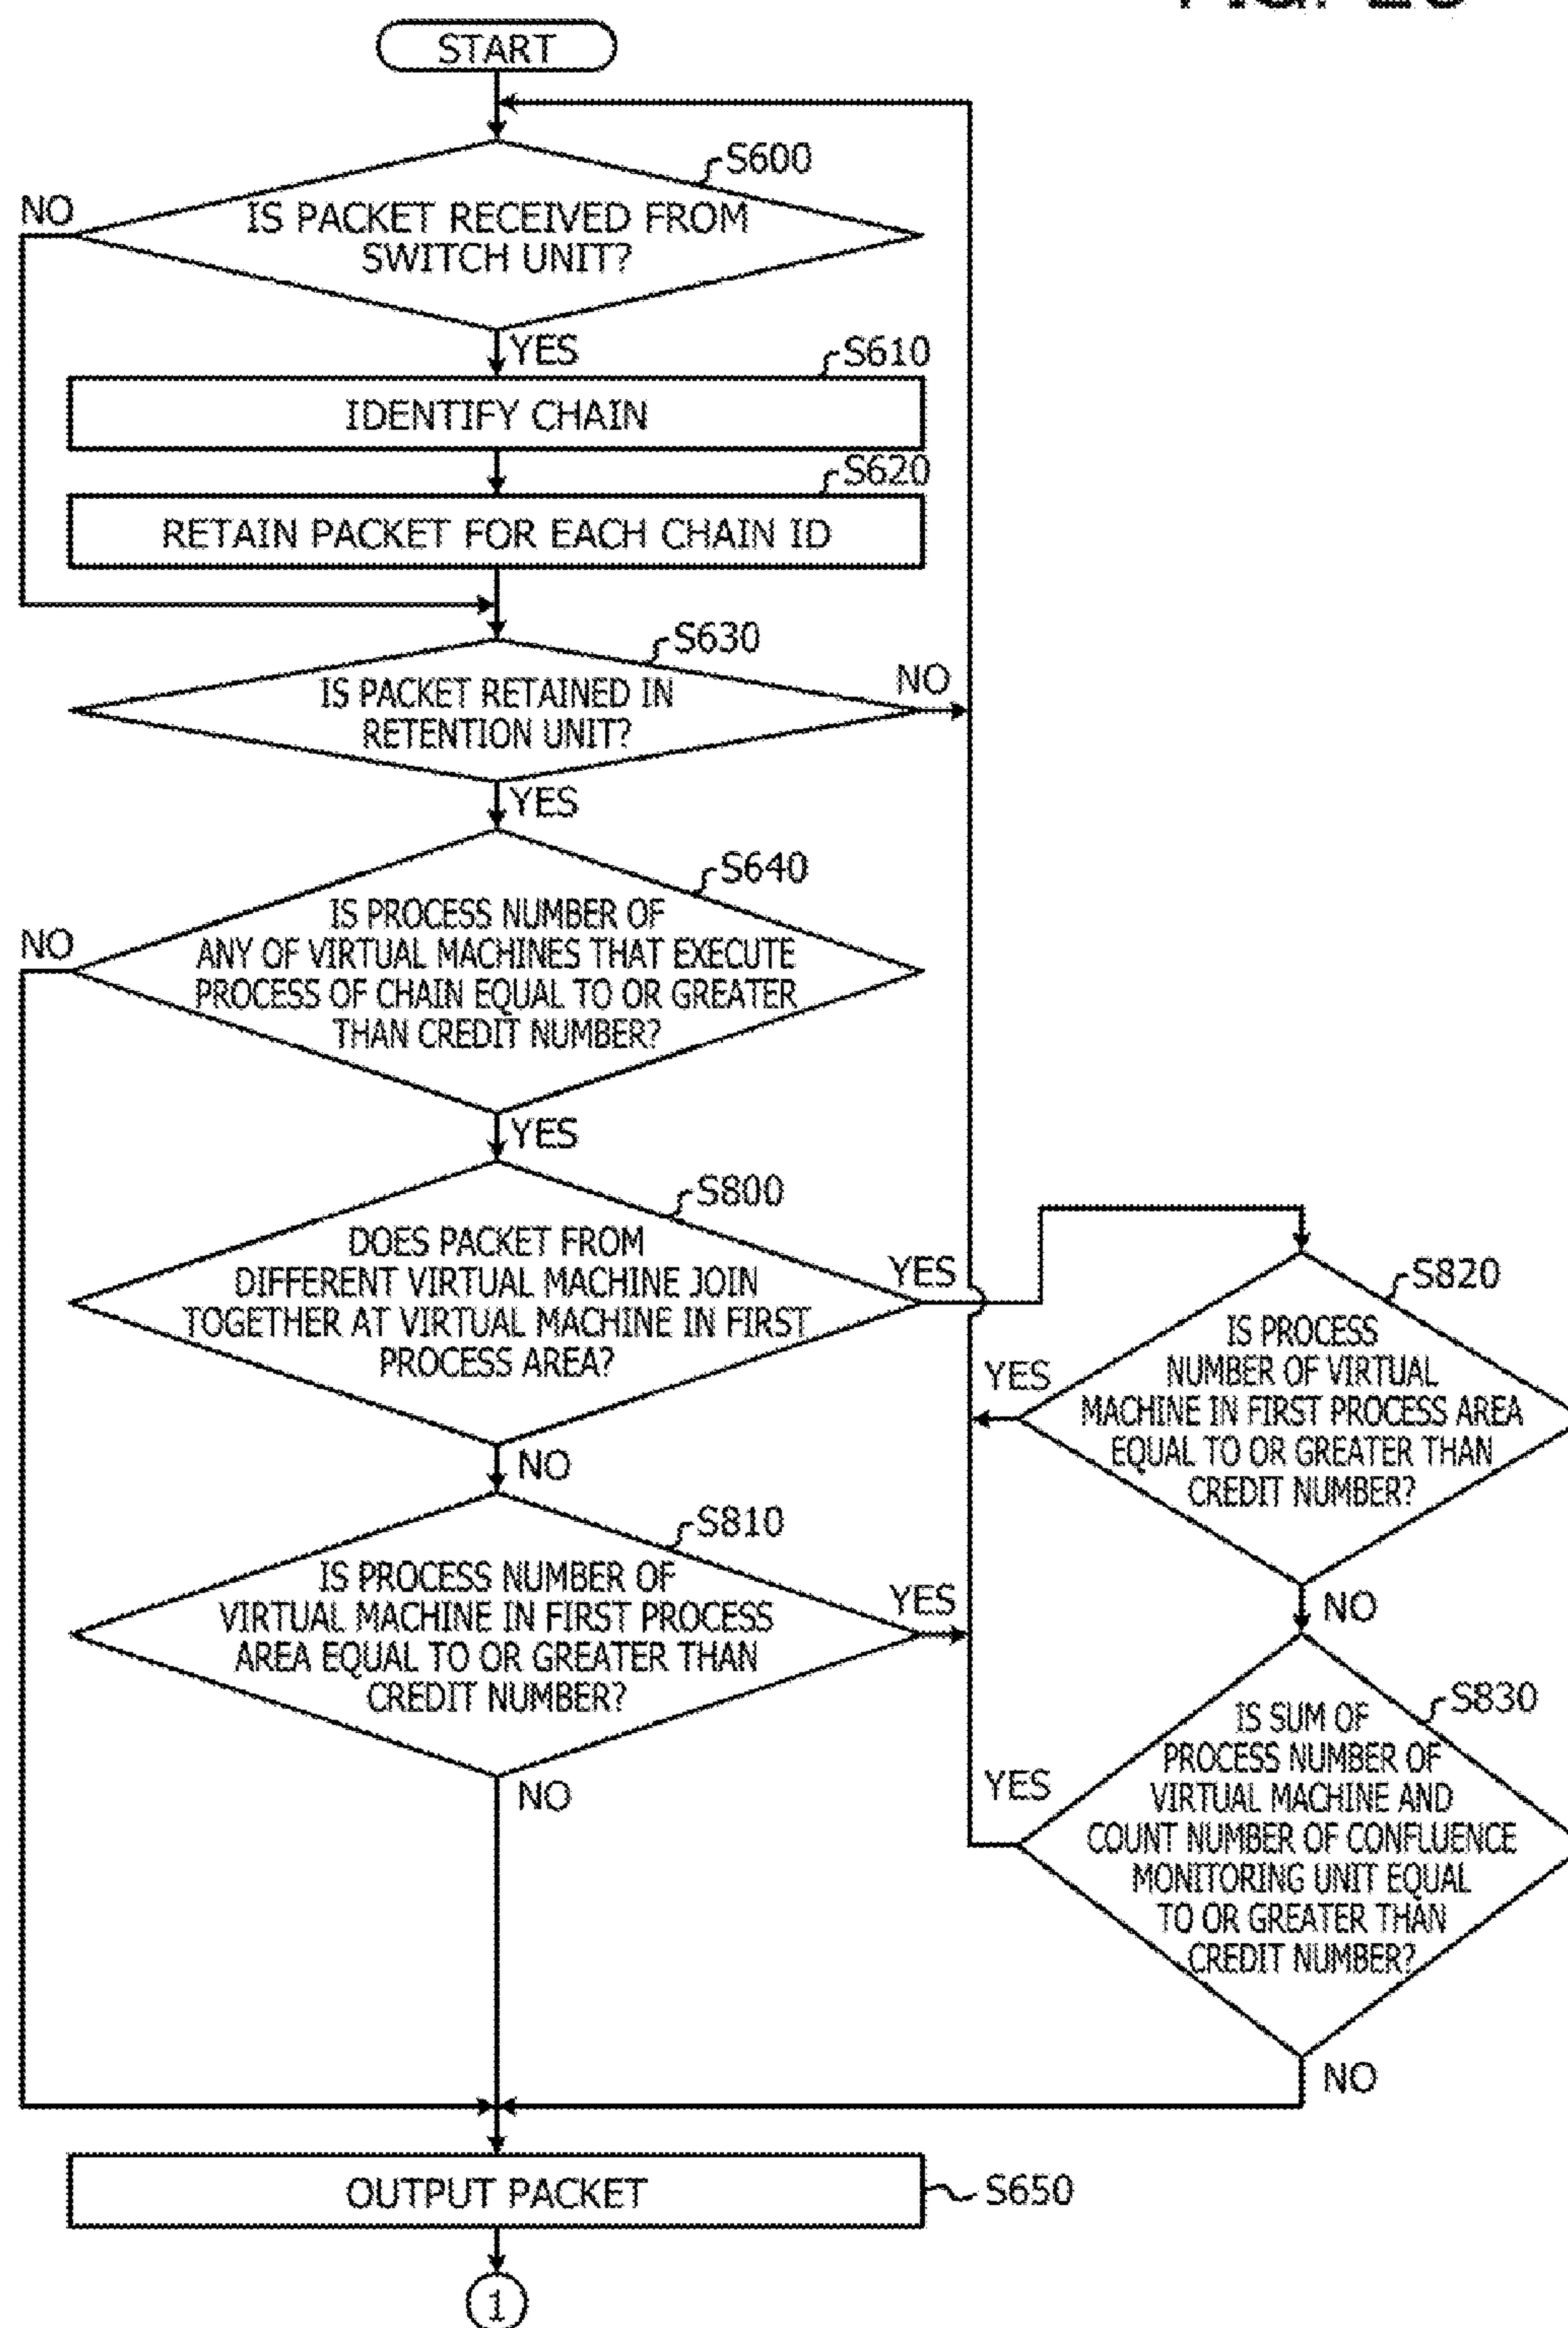 START
S600
NO
IS PACKET RECEIVED FROM
SWITCH UNIT?
YES
S610
IDENTIFY CHAIN
S620
RETAIN PACKET FOR EACH CHAIN ID
S630
NO
IS PACKET RETAINED IN
RETENTION UNIT?
YES
S640
NO
IS PROCESS NUMBER OF
ANY OF VIRTUAL MACHINES THAT EXECUTE
PROCESS OF CHAIN EQUAL TO OR GREATER
THAN CREDIT NUMBER?
YES
S800
DOES PACKET FROM
DIFFERENT VIRTUAL MACHINE JOIN
TOGETHER AT VIRTUAL MACHINE IN FIRST
PROCESS AREA?
YES
NO
S820
IS PROCESS
NUMBER OF VIRTUAL
MACHINE IN FIRST PROCESS AREA
EQUAL TO OR GREATER THAN
CREDIT NUMBER?
YES
NO
S810
IS PROCESS NUMBER OF
VIRTUAL MACHINE IN FIRST PROCESS
AREA EQUAL TO OR GREATER THAN
CREDIT NUMBER?
YES
NO
S830
IS SUM OF
PROCESS NUMBER OF
VIRTUAL MACHINE AND
COUNT NUMBER OF CONFLUENCE
MONITORING UNIT EQUAL
TO OR GREATER THAN
CREDIT NUMBER?
YES
NO
OUTPUT PACKET
S650
1